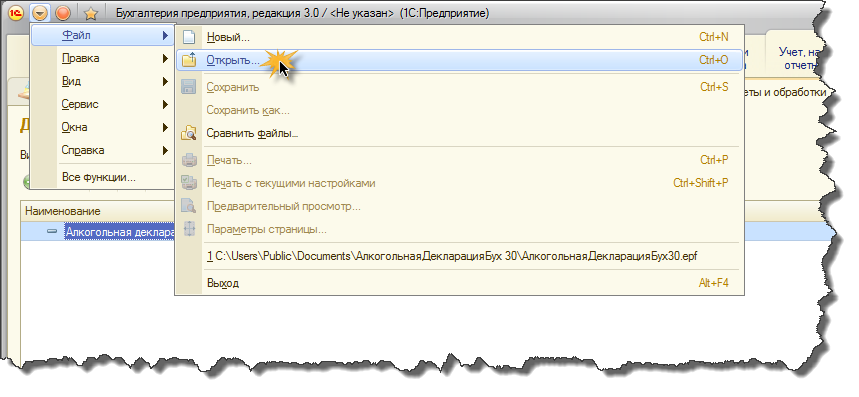 Бухгалтерия предприятия, редакция 3.0 / <Не указан> (1С:Предприятие)
Файл
Правка
Вид
Сервис
Окна
Справка
Все функции...
Новый... Ctrl+N
Открыть... Ctrl+O
Сохранить Ctrl+S
Сохранить как...
Сравнить файлы...
Печать... Ctrl+P
Печать с текущими настройками Ctrl+Shift+P
Предварительный просмотр...
Параметры страницы...
1 C:\Users\Public\Documents\АлкогольнаяДекларацияБух 30\АлкогольнаяДекларацияБух30.epf
Выход Alt+F4
Учет, на
отчетн
еты и обработки
Наименование
Алкогольная деклара